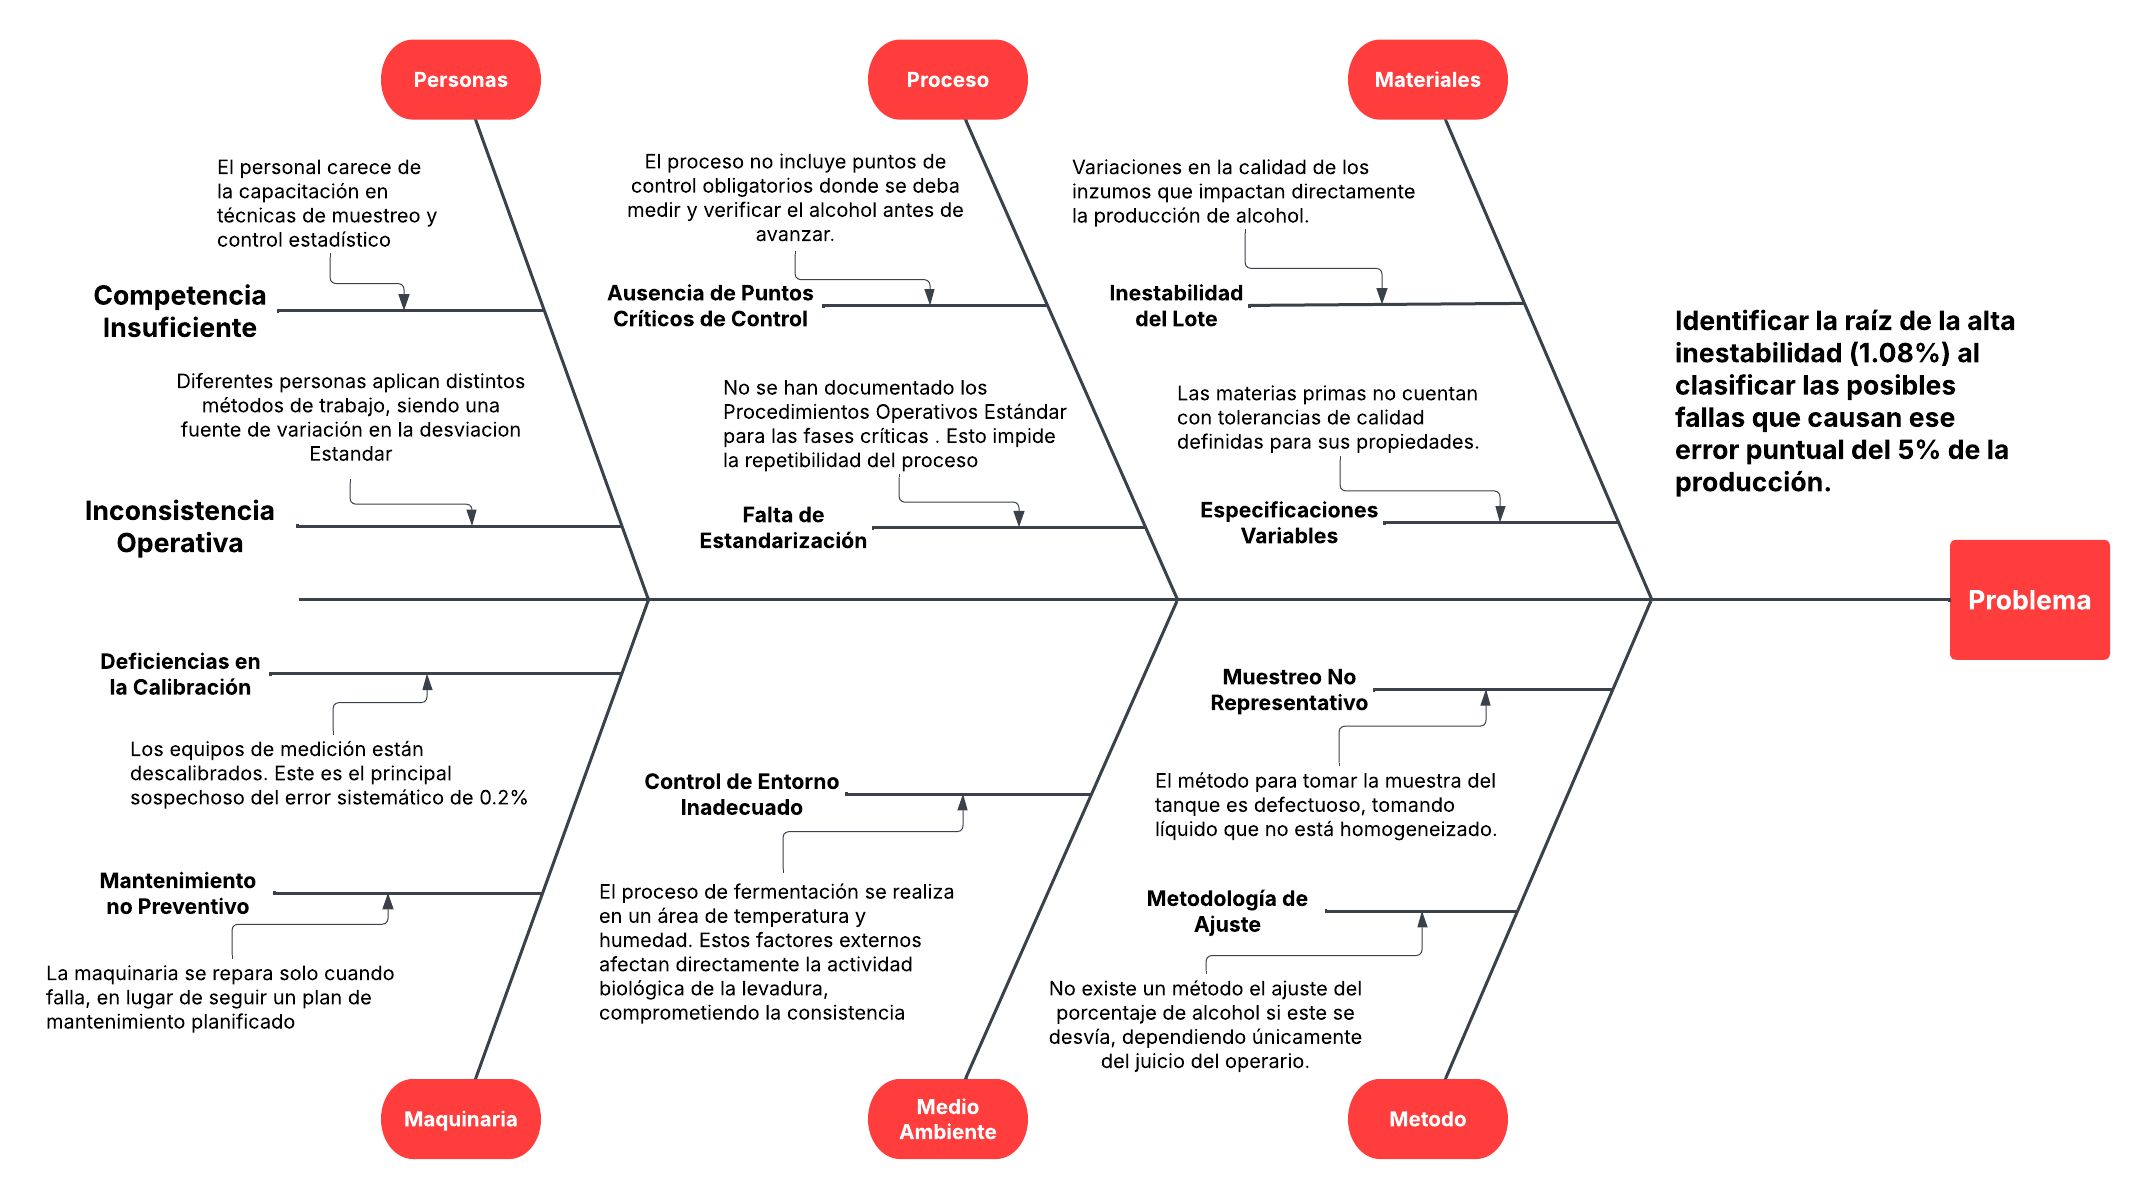 Personas
Proceso
Materiales
El personal carece de
la capacitación en
técnicas de muestreo y
control estadístico
Competencia
Insuficiente
Diferentes personas aplican distintos
métodos de trabajo, siendo una
fuente de variación en la desviacion
Estandar
Inconsistencia
Operativa
El proceso no incluye puntos de
control obligatorios donde se deba
medir y verificar el alcohol antes de
avanzar.
Ausencia de Puntos
Críticos de Control
No se han documentado los
Procedimientos Operativos Estándar
para las fases críticas . Esto impide
la repetibilidad del proceso
Falta de
Estandarización
Variaciones en la calidad de los
inzumos que impactan directamente
la producción de alcohol.
Inestabilidad
del Lote
Las materias primas no cuentan
con tolerancias de calidad
definidas para sus propiedades.
Especificaciones
Variables
Identificar la raíz de la alta
inestabilidad (1.08%) al
clasificar las posibles
fallas que causan ese
error puntual del 5% de la
producción.
Problema
Deficiencias en
la Calibración
Los equipos de medición están
descalibrados. Este es el principal
sospechoso del error sistemático de 0.2%
Mantenimiento
no Preventivo
La maquinaria se repara solo cuando
falla, en lugar de seguir un plan de
mantenimiento planificado
Control de Entorno
Inadecuado
El proceso de fermentación se realiza
en un área de temperatura y
humedad. Estos factores externos
afectan directamente la actividad
biológica de la levadura,
comprometiendo la consistencia
Muestreo No
Representativo
El método para tomar la muestra del
tanque es defectuoso, tomando
líquido que no está homogeneizado.
Metodología de
Ajuste
No existe un método el ajuste del
porcentaje de alcohol si este se
desvía, dependiendo únicamente
del juicio del operario.
Maquinaria
Medio
Ambiente
Metodo